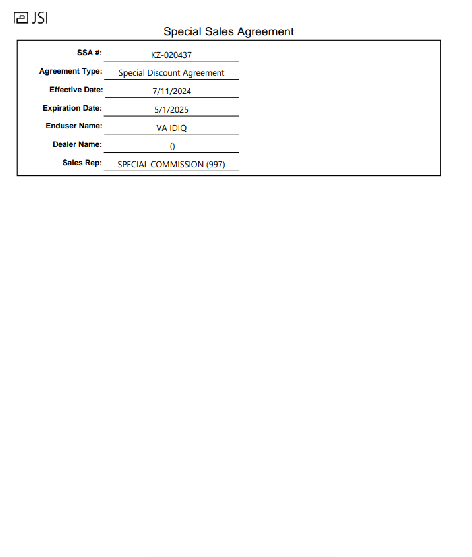 JSI
Special Sales Agreement
SSA #: KZ-020437
Agreement Type: Special Discount Agreement
Effective Date: 7/11/2024
Expiration Date: 5/1/2025
Enduser Name: VA IDIQ
Dealer Name: ()
Sales Rep: SPECIAL COMMISSION (997)